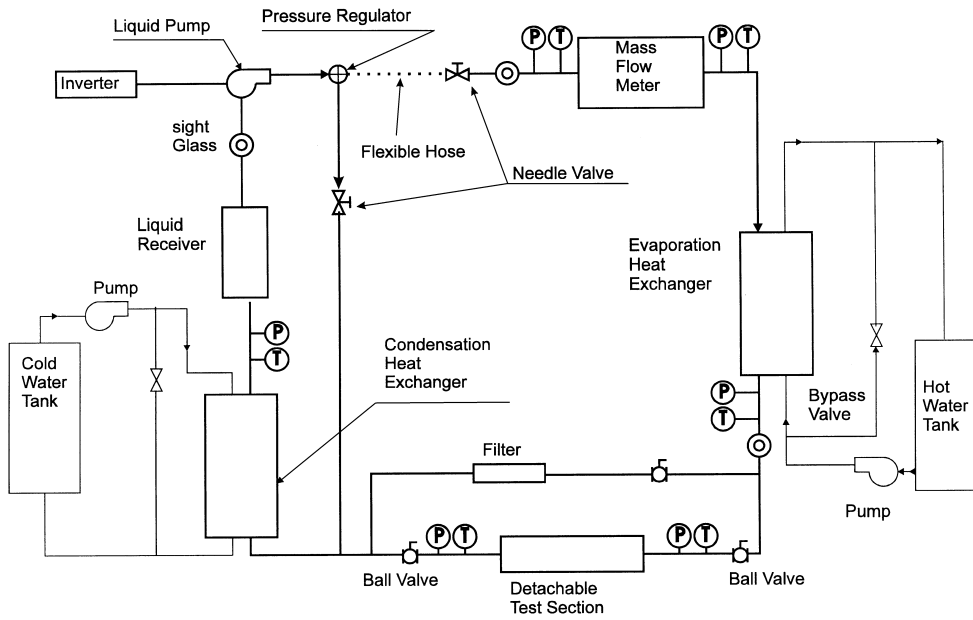 Pressure Regulator
Liquid Pump
P T
P T
Mass
Flow
Meter
Inverter
sight
Glass
Flexible Hose
Needle Valve
Liquid
Receiver
Evaporation
Heat
Exchanger
Pump
P
T
Condensation
Heat
Exchanger
Cold
Water
Tank
P
T
Bypass
Valve
Hot
Water
Tank
Filter
Pump
P T
P T
Ball Valve
Detachable
Test Section
Ball Valve